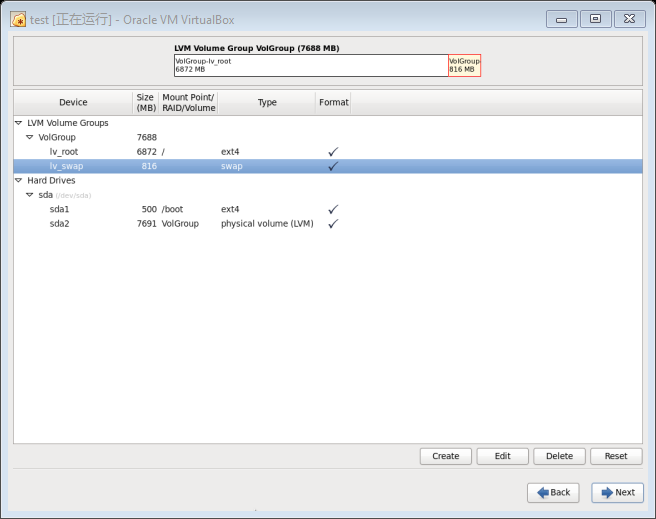 test [正在运行] - Oracle VM VirtualBox
LVM Volume Group VolGroup (7688 MB)
VolGroup-lv_root VolGroup
6872 MB 816 MB
Device Size (MB) Mount Point/ RAID/Volume Type Format
LVM Volume Groups
VolGroup 7688
lv_root 6872 / ext4
lv_swap 816 swap
Hard Drives
sda (/dev/sda)
sda1 500 /boot ext4
sda2 7691 VolGroup physical volume (LVM)
Create Edit Delete Reset
Back Next